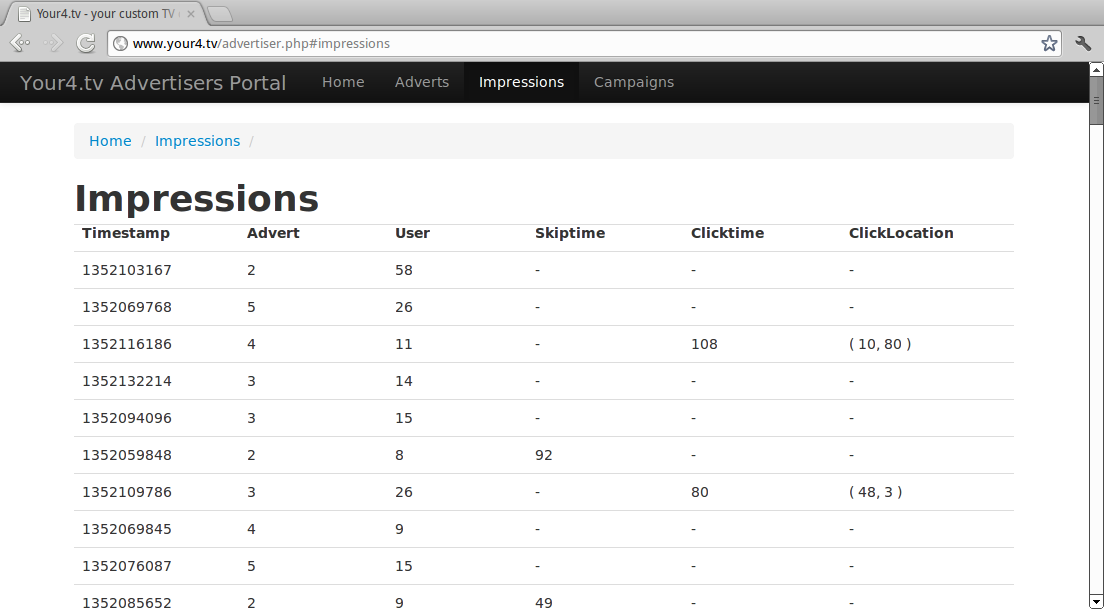 Your4.tv - your custom TV
www.your4.tv/advertiser.php#impressions
Your4.tv Advertisers Portal Home Adverts Impressions Campaigns
Home / Impressions /
Impressions
Timestamp Advert User Skiptime Clicktime ClickLocation
1352103167 2 58 - - -
1352069768 5 26 - - -
1352116186 4 11 - 108 ( 10, 80 )
1352132214 3 14 - - -
1352094096 3 15 - - -
1352059848 2 8 92 - -
1352109786 3 26 - 80 ( 48, 3 )
1352069845 4 9 - - -
1352076087 5 15 - - -
1352085652 2 9 49 - -